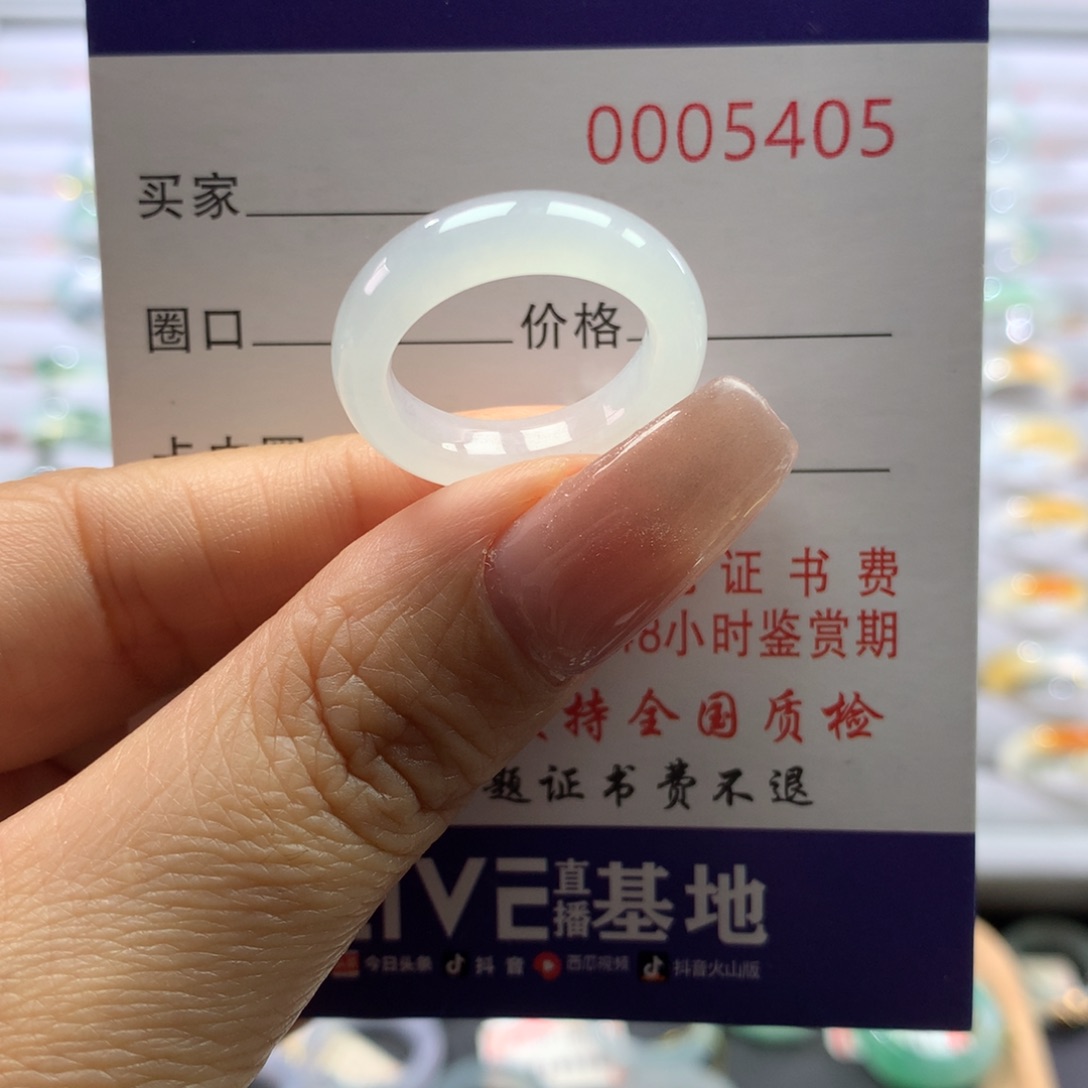 0005405
买家
圈口 价格
证书费
8小时鉴赏期
持全国质检
题证书费不退
LIVE直播基地
今日头条 抖音 西瓜视频 抖音火山版